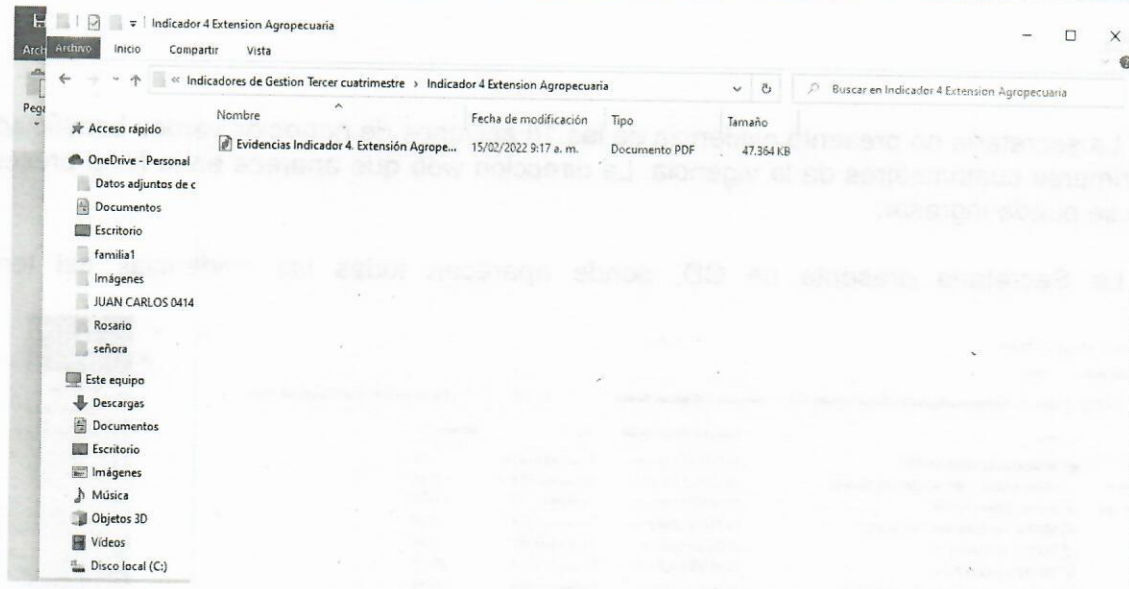 Indicador 4 Extension Agropecuaria
Archivo Inicio Compartir Vista
« Indicadores de Gestion Tercer cuatrimestre › Indicador 4 Extension Agropecuaria
Buscar en Indicador 4 Extension Agropecuaria
Nombre Fecha de modificación Tipo Tamaño
Evidencias Indicador 4. Extensión Agrope... 15/02/2022 9:17 a. m. Documento PDF 47.364 KB
Acceso rápido
OneDrive - Personal
Datos adjuntos de c
Documentos
Escritorio
familia1
Imágenes
JUAN CARLOS 0414
Rosario
señora
Este equipo
Descargas
Documentos
Escritorio
Imágenes
Música
Objetos 3D
Vídeos
Disco local (C:)
Arch
Pega